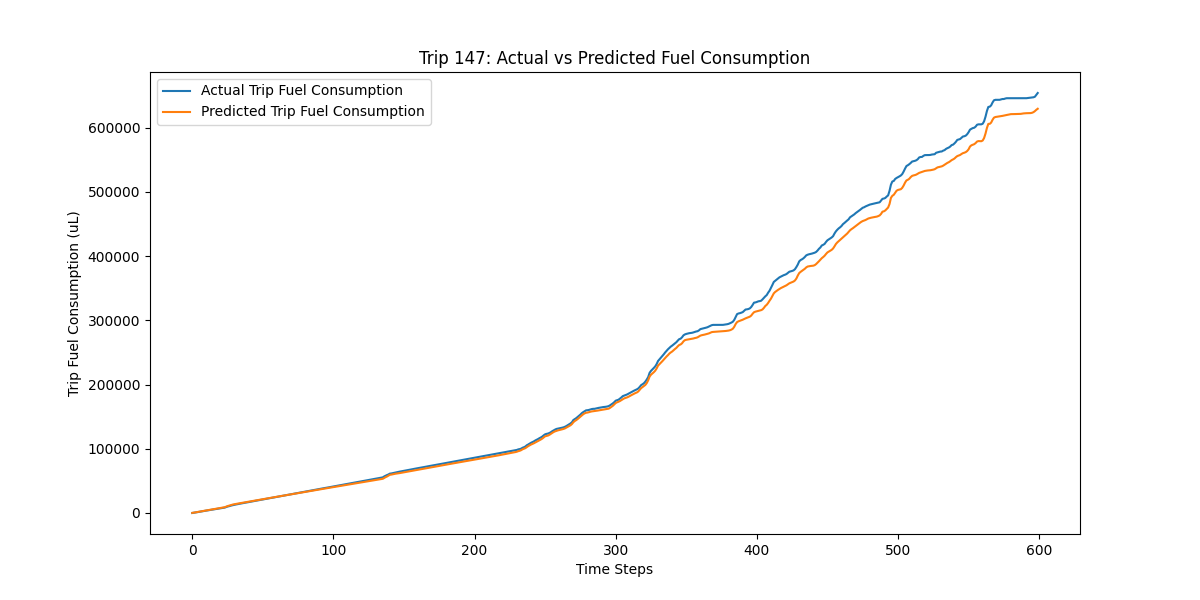 Trip 147: Actual vs Predicted Fuel Consumption
Actual Trip Fuel Consumption
Predicted Trip Fuel Consumption
Trip Fuel Consumption (uL)
600000
500000
400000
300000
200000
100000
0
0 100 200 300 400 500 600
Time Steps